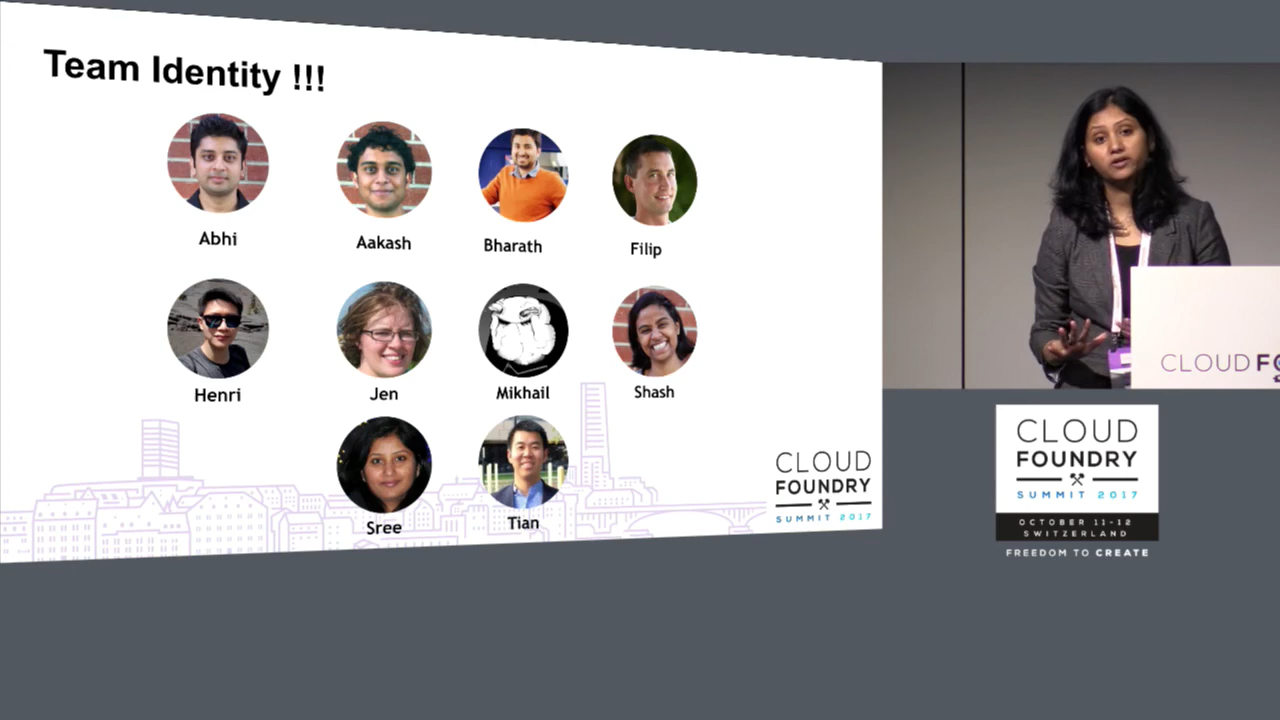 Team Identity !!!
Abhi
Aakash
Bharath
Filip
Henri
Jen
Mikhail
Shash
Sree
Tian
CLOUD
FOUNDRY
SUMMIT 2017
CLOUD FO
CLOUD
FOUNDRY
SUMMIT 2017
OCTOBER 11-12
SWITZERLAND
FREEDOM TO CREATE